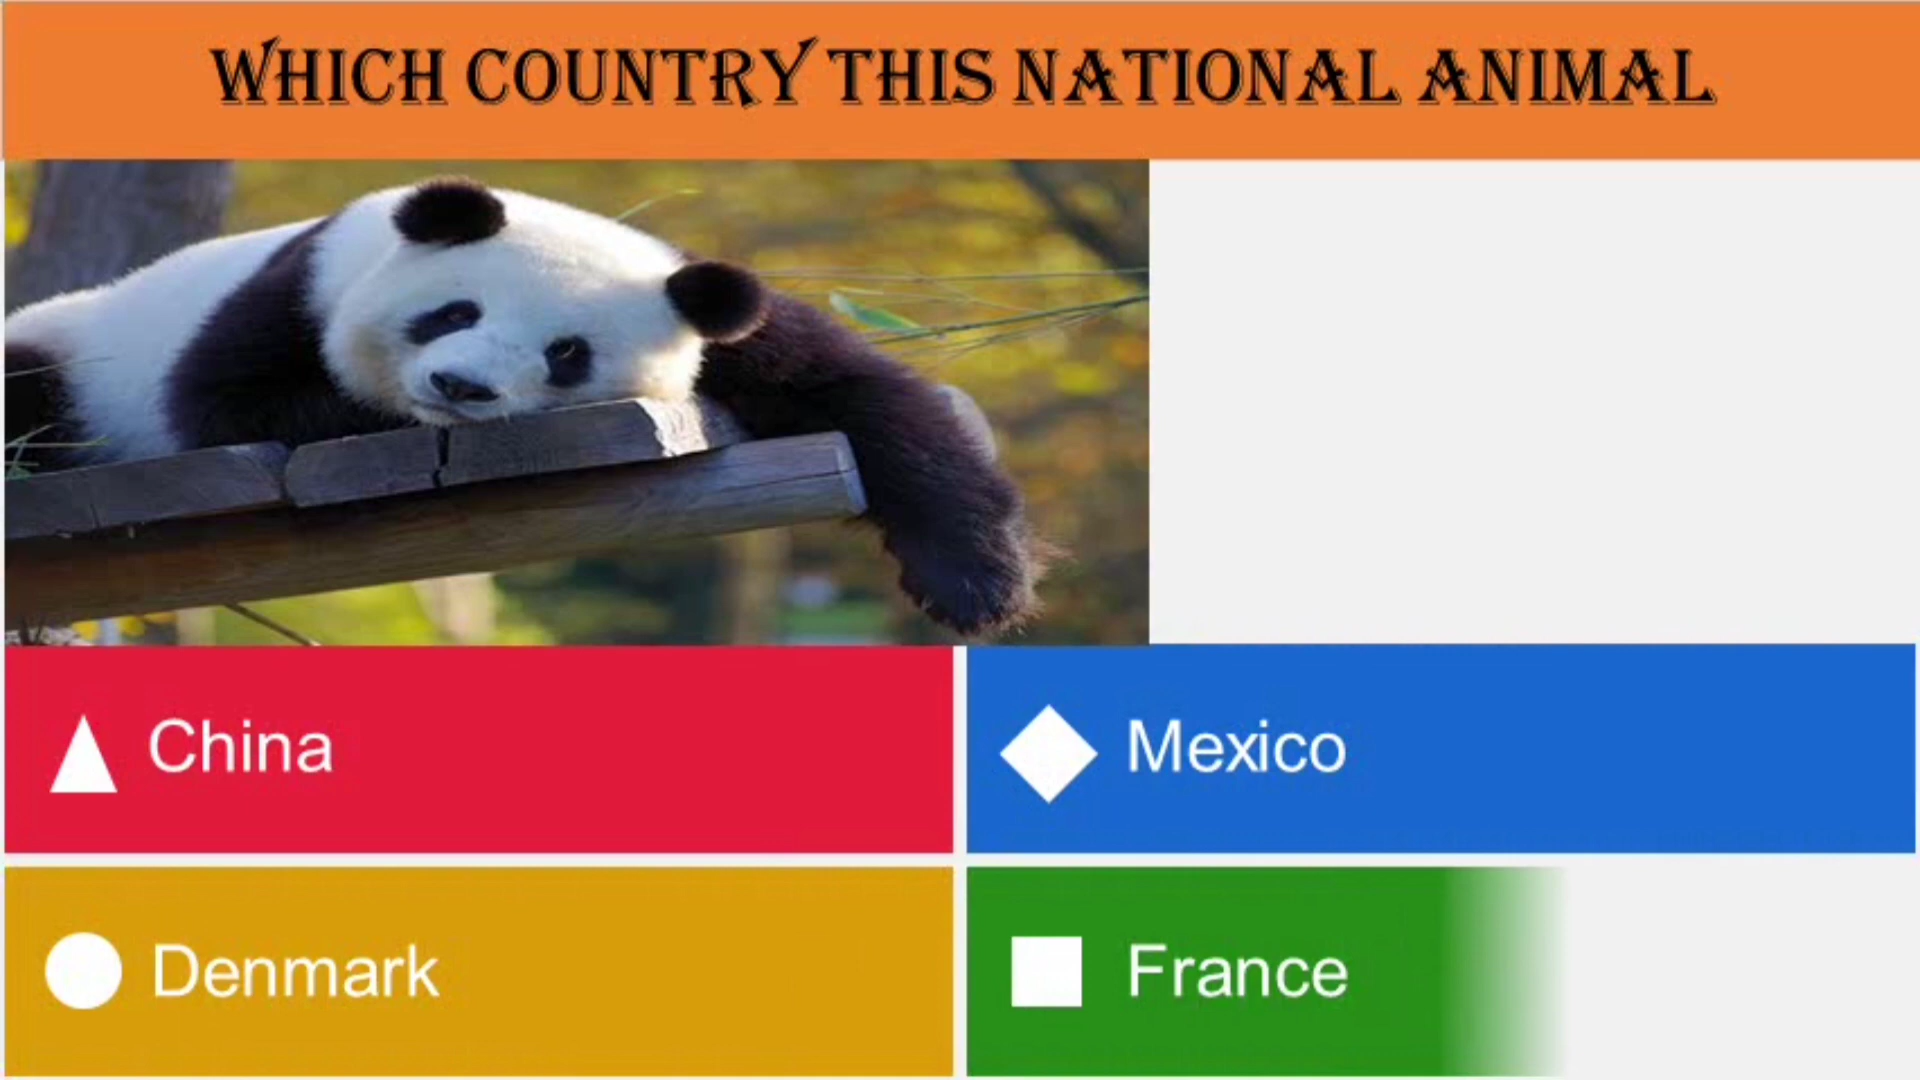 WHICH COUNTRY THIS NATIONAL ANIMAL
China
Mexico
Denmark
France